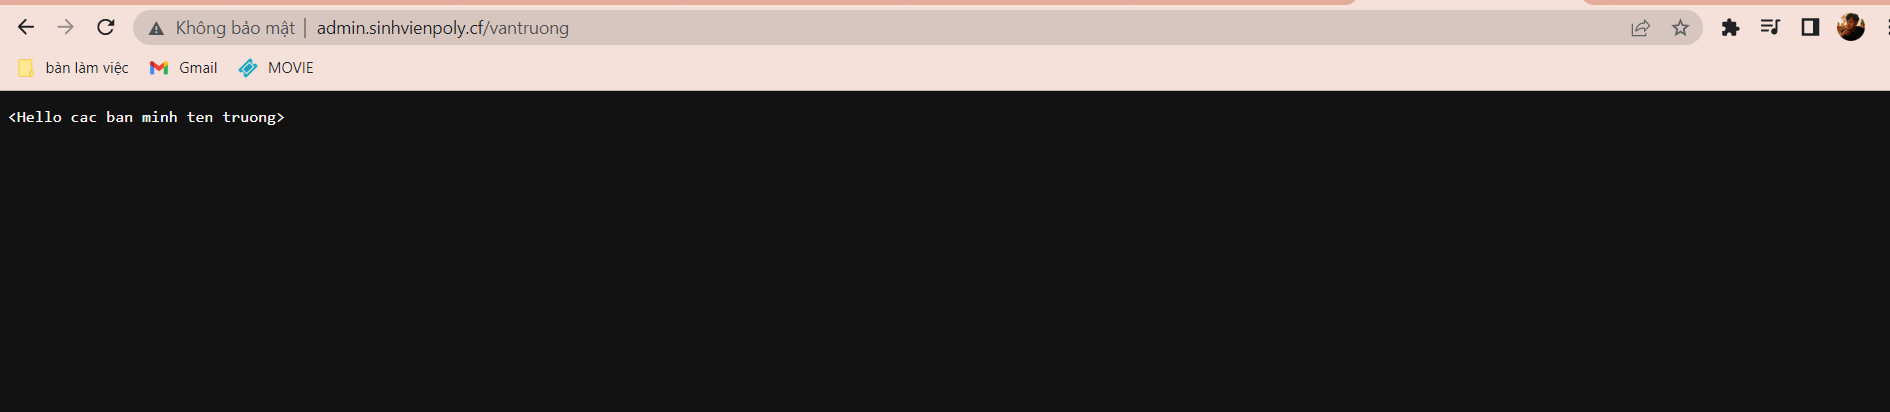 Không bảo mật admin.sinhvienpoly.cf/vantruong
bàn làm việc Gmail MOVIE
<Hello cac ban minh ten truong>